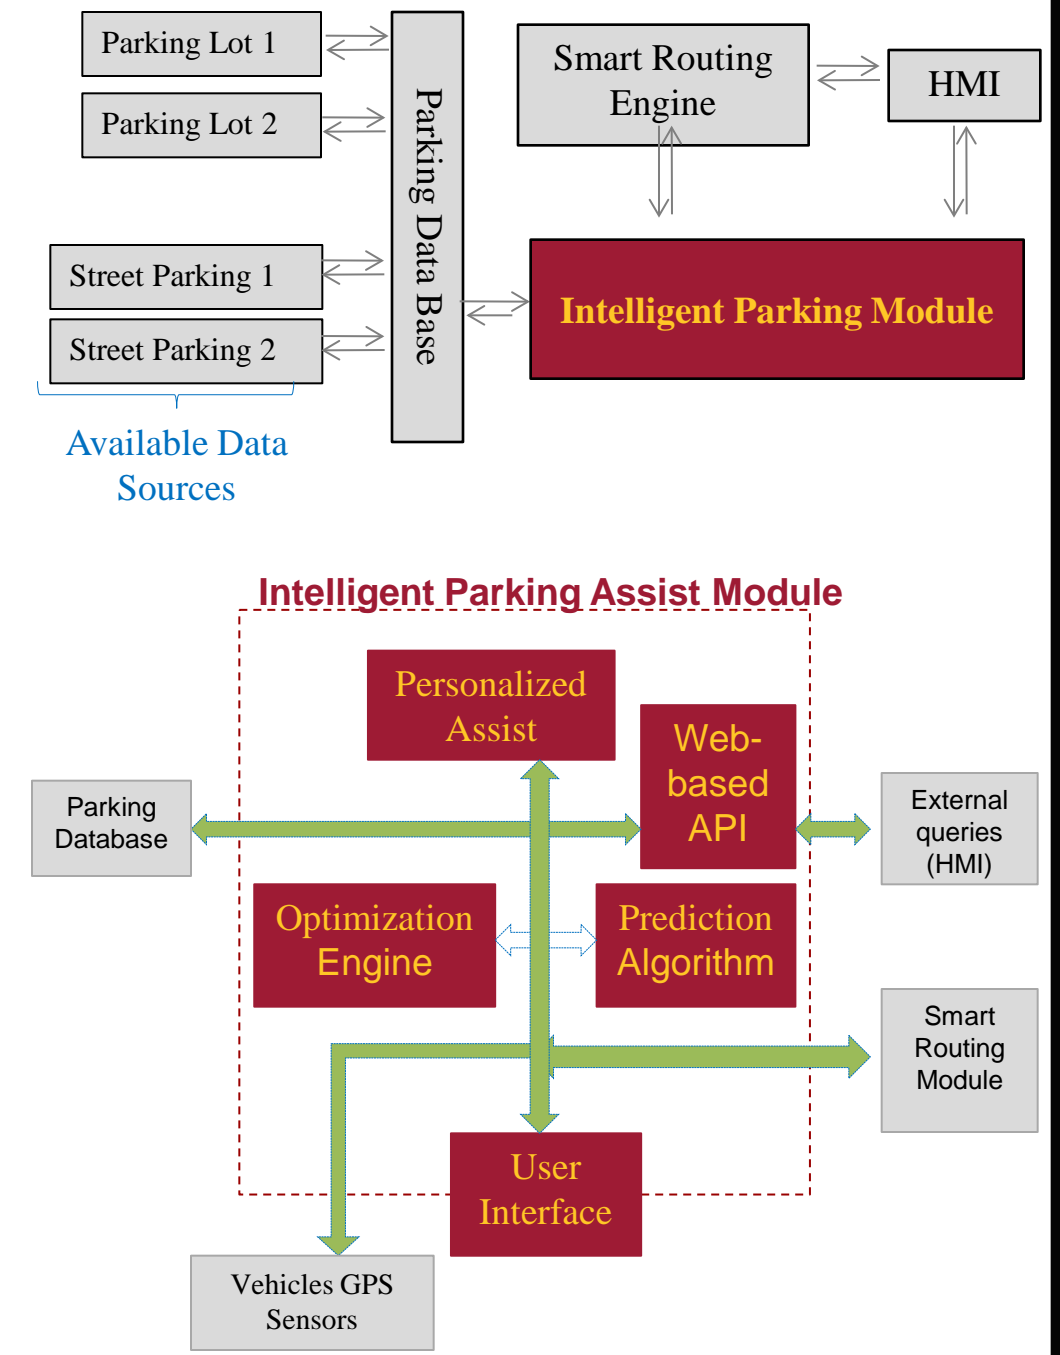 Parking Lot 1
Parking Lot 2
Street Parking 1
Street Parking 2
Available Data
Sources
Parking Data Base
Smart Routing
Engine
HMI
Intelligent Parking Module
Intelligent Parking Assist Module
Personalized
Assist
Web-
based
API
Parking
Database
External
queries
(HMI)
Optimization
Engine
Prediction
Algorithm
Smart
Routing
Module
User
Interface
Vehicles GPS
Sensors